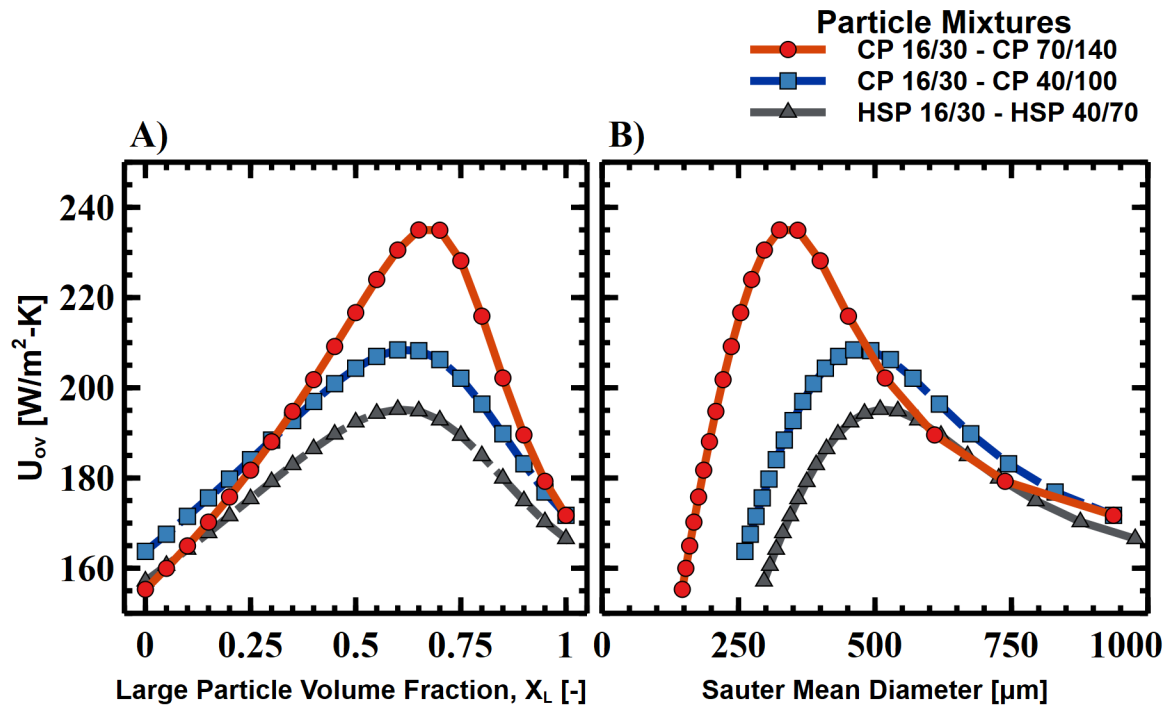 Particle Mixtures
CP 16/30 - CP 70/140
CP 16/30 - CP 40/100
HSP 16/30 - HSP 40/70
A)
B)
240
220
200
180
160
U_ov [W/m²-K]
0 0.25 0.5 0.75 1
0 250 500 750 1000
Large Particle Volume Fraction, X_L [-]
Sauter Mean Diameter [μm]